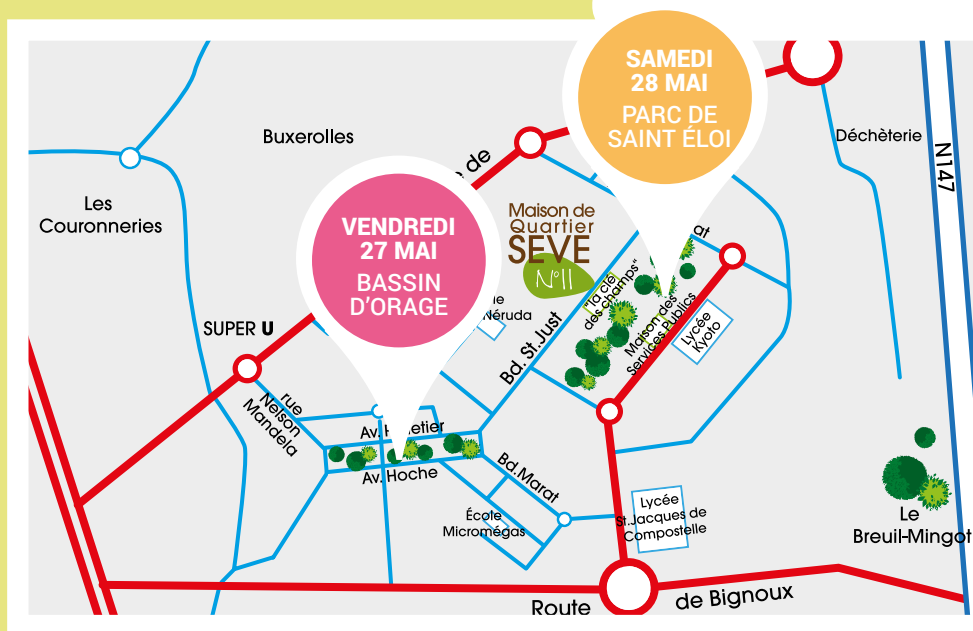 SAMEDI
28 MAI
PARC DE
SAINT ÉLOI
Buxerolles
Déchèterie
N147
de
Les
Couronneries
VENDREDI
27 MAI
BASSIN
D'ORAGE
Maison de
Quartier
SEVE
N°11
at
"la clé
des champs"
Maison des
Services Publics
Lycée
Kyoto
Néruda
SUPER U
Bd. St.Just
rue
Nelson
Mandela
Av.
Av. Hoche
Bd.Marat
École
Micromégas
Lycée
St.Jacques de
Compostelle
Le
Breuil-Mingot
Route
de Bignoux